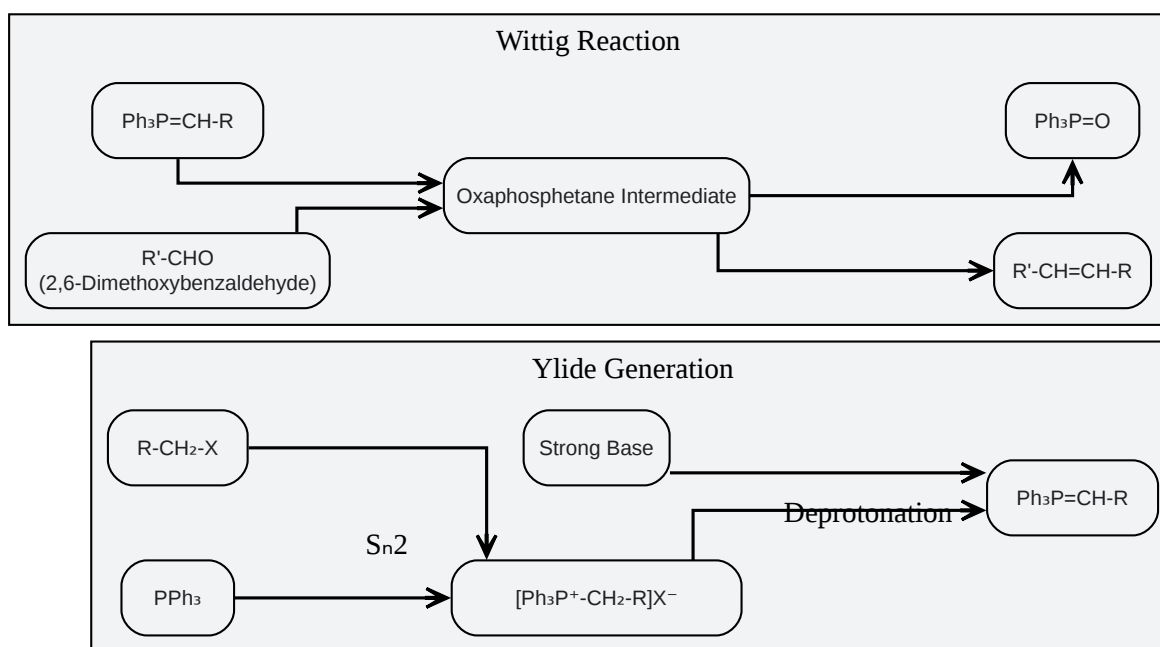 Wittig Reaction
Ph₃P=CH-R
Ph₃P=O
Oxaphosphetane Intermediate
R'-CHO
(2,6-Dimethoxybenzaldehyde)
R'-CH=CH-R
Ylide Generation
R-CH₂-X
Strong Base
Ph₃P=CH-R
Deprotonation
Sₙ2
PPh₃
[Ph₃P⁺-CH₂-R]X⁻